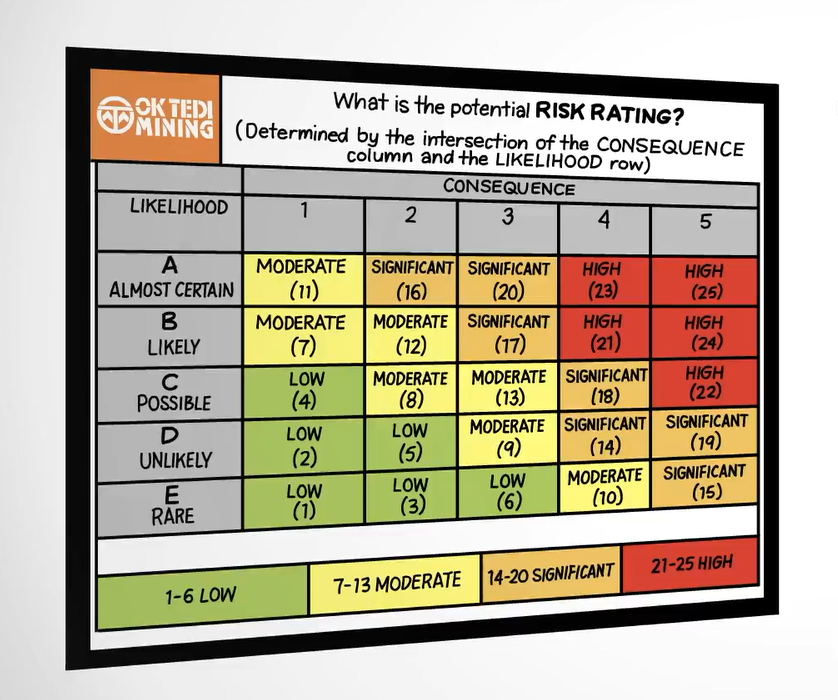 OK TEDI
MINING
What is the potential RISK RATING?
(Determined by the intersection of the CONSEQUENCE
column and the LIKELIHOOD row)
CONSEQUENCE
LIKELIHOOD 1 2 3 4 5
A
ALMOST CERTAIN
MODERATE
(11)
SIGNIFICANT
(16)
SIGNIFICANT
(20)
HIGH
(23)
HIGH
(25)
B
LIKELY
MODERATE
(7)
MODERATE
(12)
SIGNIFICANT
(17)
HIGH
(21)
HIGH
(24)
C
POSSIBLE
LOW
(4)
MODERATE
(8)
MODERATE
(13)
SIGNIFICANT
(18)
HIGH
(22)
D
UNLIKELY
LOW
(2)
LOW
(5)
MODERATE
(9)
SIGNIFICANT
(14)
SIGNIFICANT
(19)
E
RARE
LOW
(1)
LOW
(3)
LOW
(6)
MODERATE
(10)
SIGNIFICANT
(15)
1-6 LOW
7-13 MODERATE
14-20 SIGNIFICANT
21-25 HIGH